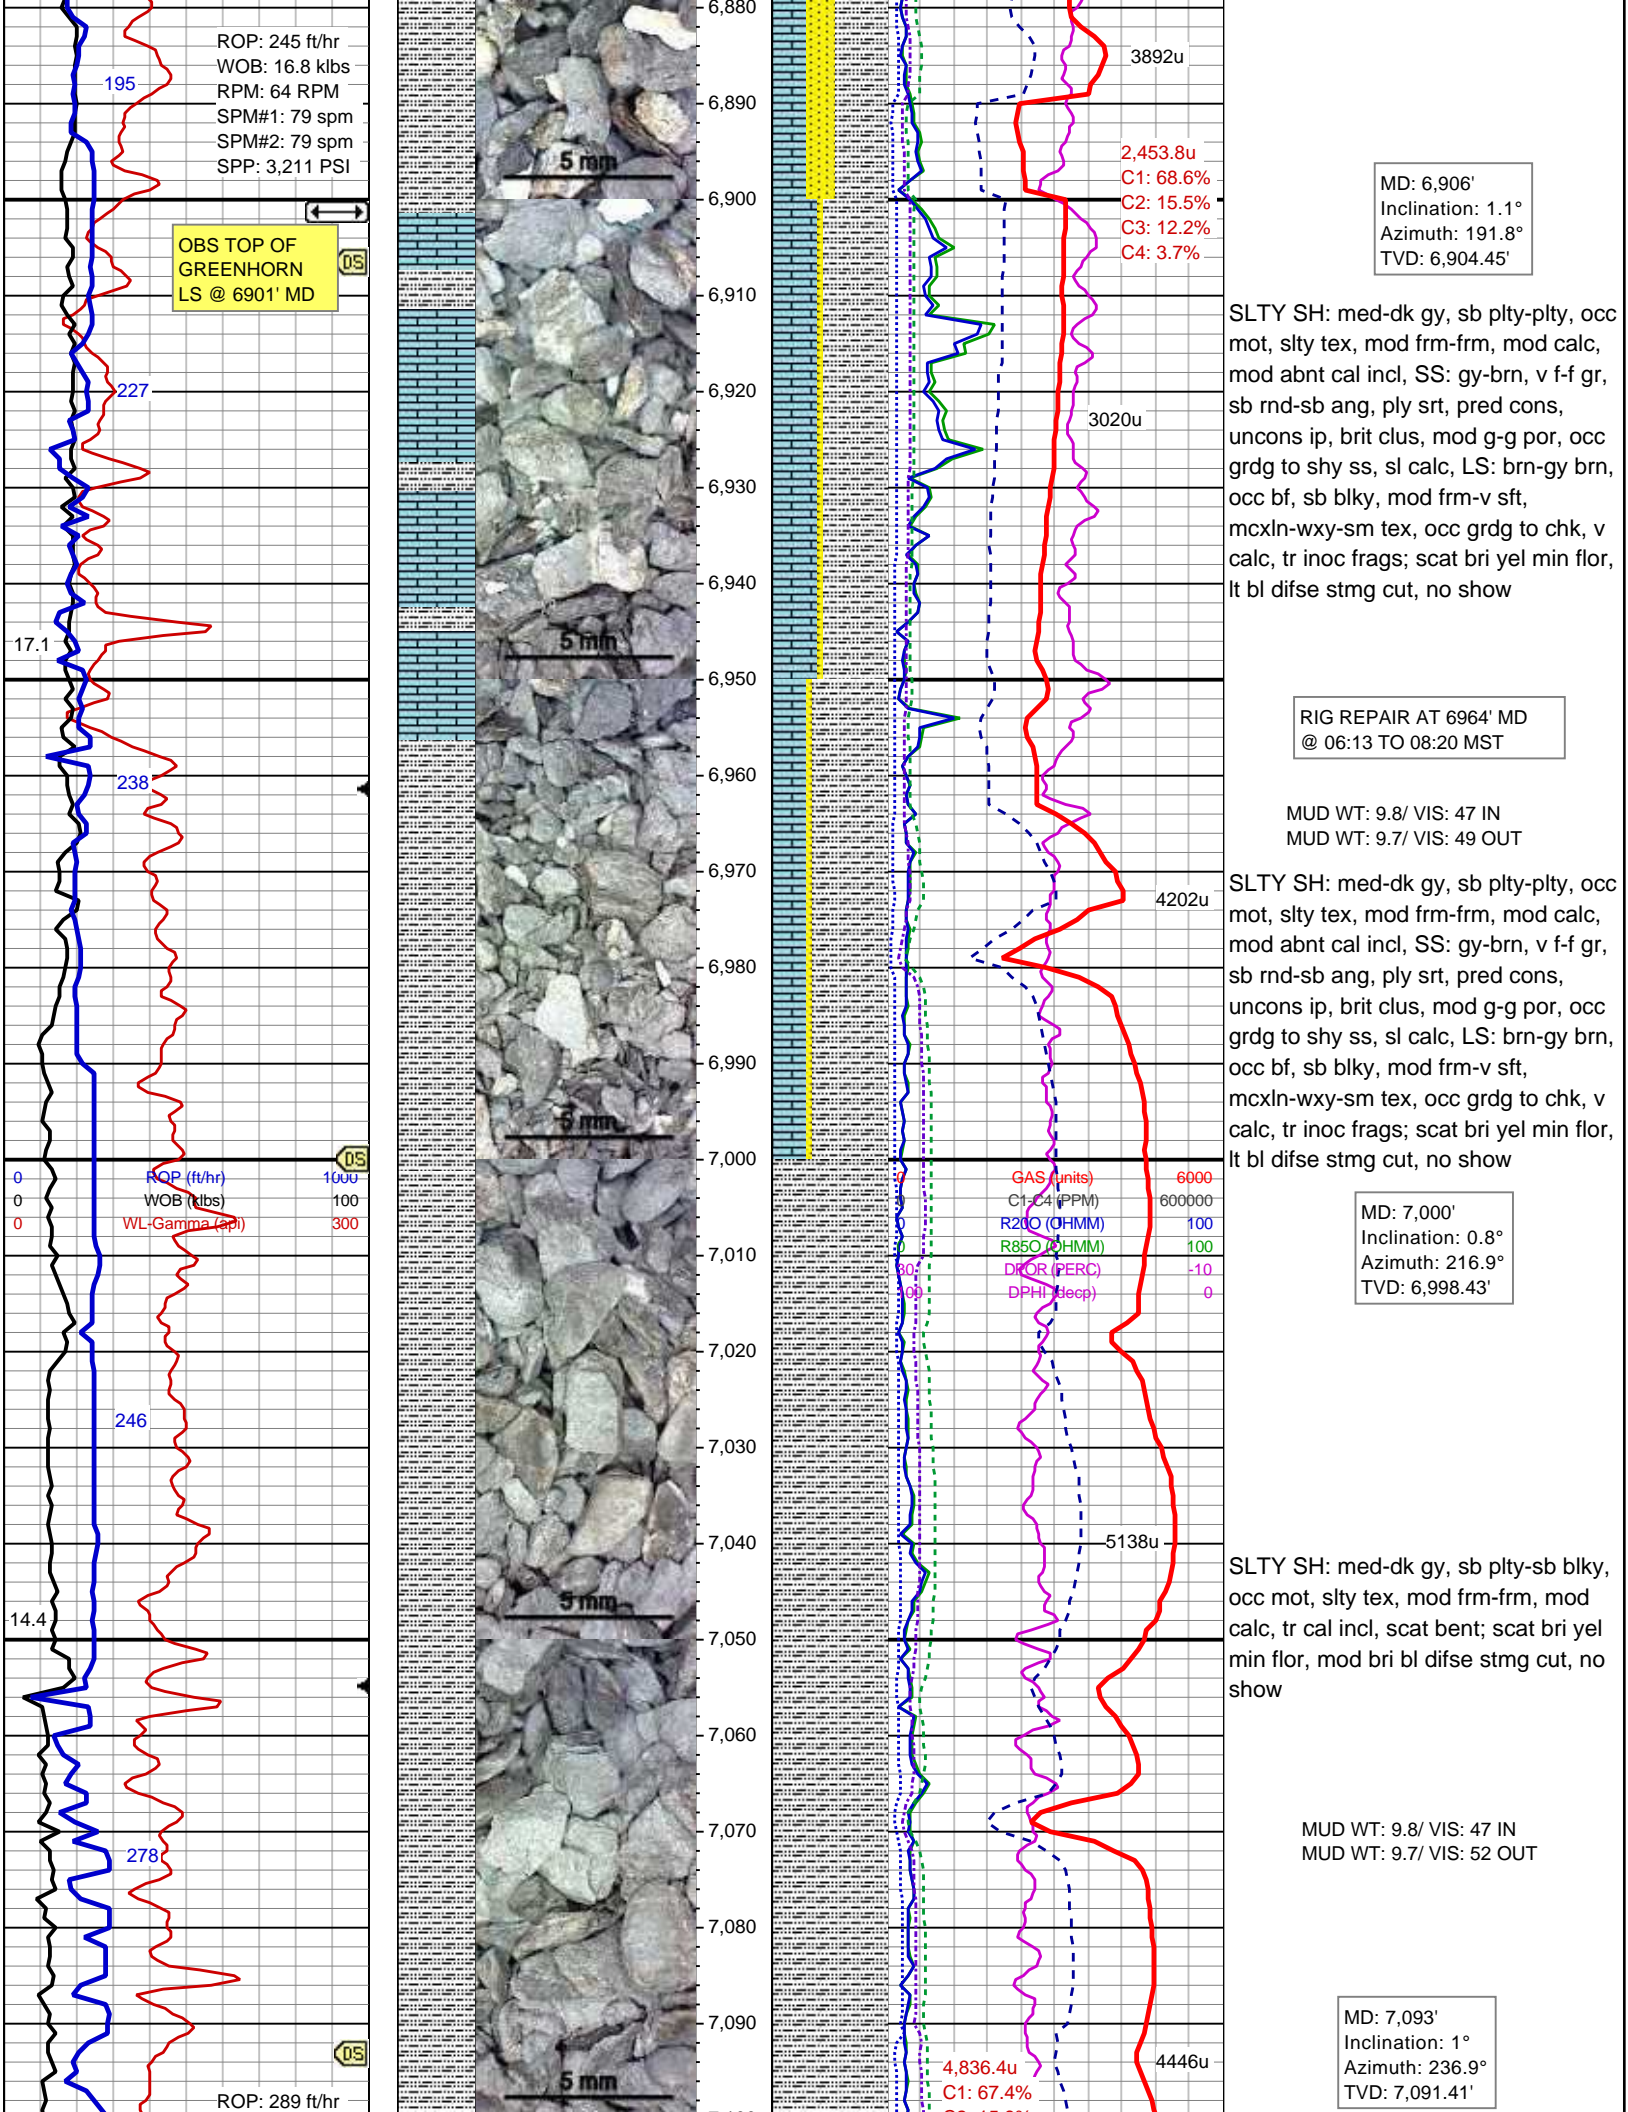 ROP: 245 ft/hr
WOB: 16.8 klbs
RPM: 64 RPM
SPM#1: 79 spm
SPM#2: 79 spm
SPP: 3,211 PSI
195
OBS TOP OF
GREENHORN
LS @ 6901' MD
DS
227
17.1
238
DS
0 ROP (ft/hr) 1000
0 WOB (klbs) 100
0 WL-Gamma (api) 300
246
14.4
278
DS
ROP: 289 ft/hr
5 mm
5 mm
5 mm
5 mm
5 mm
6,880
6,890
6,900
6,910
6,920
6,930
6,940
6,950
6,960
6,970
6,980
6,990
7,000
7,010
7,020
7,030
7,040
7,050
7,060
7,070
7,080
7,090
3892u
2,453.8u
C1: 68.6%
C2: 15.5%
C3: 12.2%
C4: 3.7%
3020u
4202u
0 GAS (units) 6000
0 C1-C4 (PPM) 600000
0 R20O (OHMM) 100
0 R85O (OHMM) 100
30 DPOR (PERC) -10
100 DPHI (decp) 0
5138u
4446u
4,836.4u
C1: 67.4%
MD: 6,906'
Inclination: 1.1°
Azimuth: 191.8°
TVD: 6,904.45'
SLTY SH: med-dk gy, sb plty-plty, occ
mot, slty tex, mod frm-frm, mod calc,
mod abnt cal incl, SS: gy-brn, v f-f gr,
sb rnd-sb ang, ply srt, pred cons,
uncons ip, brit clus, mod g-g por, occ
grdg to shy ss, sl calc, LS: brn-gy brn,
occ bf, sb blky, mod frm-v sft,
mcxln-wxy-sm tex, occ grdg to chk, v
calc, tr inoc frags; scat bri yel min flor,
lt bl difse stmg cut, no show
RIG REPAIR AT 6964' MD
@ 06:13 TO 08:20 MST
MUD WT: 9.8/ VIS: 47 IN
MUD WT: 9.7/ VIS: 49 OUT
SLTY SH: med-dk gy, sb plty-plty, occ
mot, slty tex, mod frm-frm, mod calc,
mod abnt cal incl, SS: gy-brn, v f-f gr,
sb rnd-sb ang, ply srt, pred cons,
uncons ip, brit clus, mod g-g por, occ
grdg to shy ss, sl calc, LS: brn-gy brn,
occ bf, sb blky, mod frm-v sft,
mcxln-wxy-sm tex, occ grdg to chk, v
calc, tr inoc frags; scat bri yel min flor,
lt bl difse stmg cut, no show
MD: 7,000'
Inclination: 0.8°
Azimuth: 216.9°
TVD: 6,998.43'
SLTY SH: med-dk gy, sb plty-sb blky,
occ mot, slty tex, mod frm-frm, mod
calc, tr cal incl, scat bent; scat bri yel
min flor, mod bri bl difse stmg cut, no
show
MUD WT: 9.8/ VIS: 47 IN
MUD WT: 9.7/ VIS: 52 OUT
MD: 7,093'
Inclination: 1°
Azimuth: 236.9°
TVD: 7,091.41'